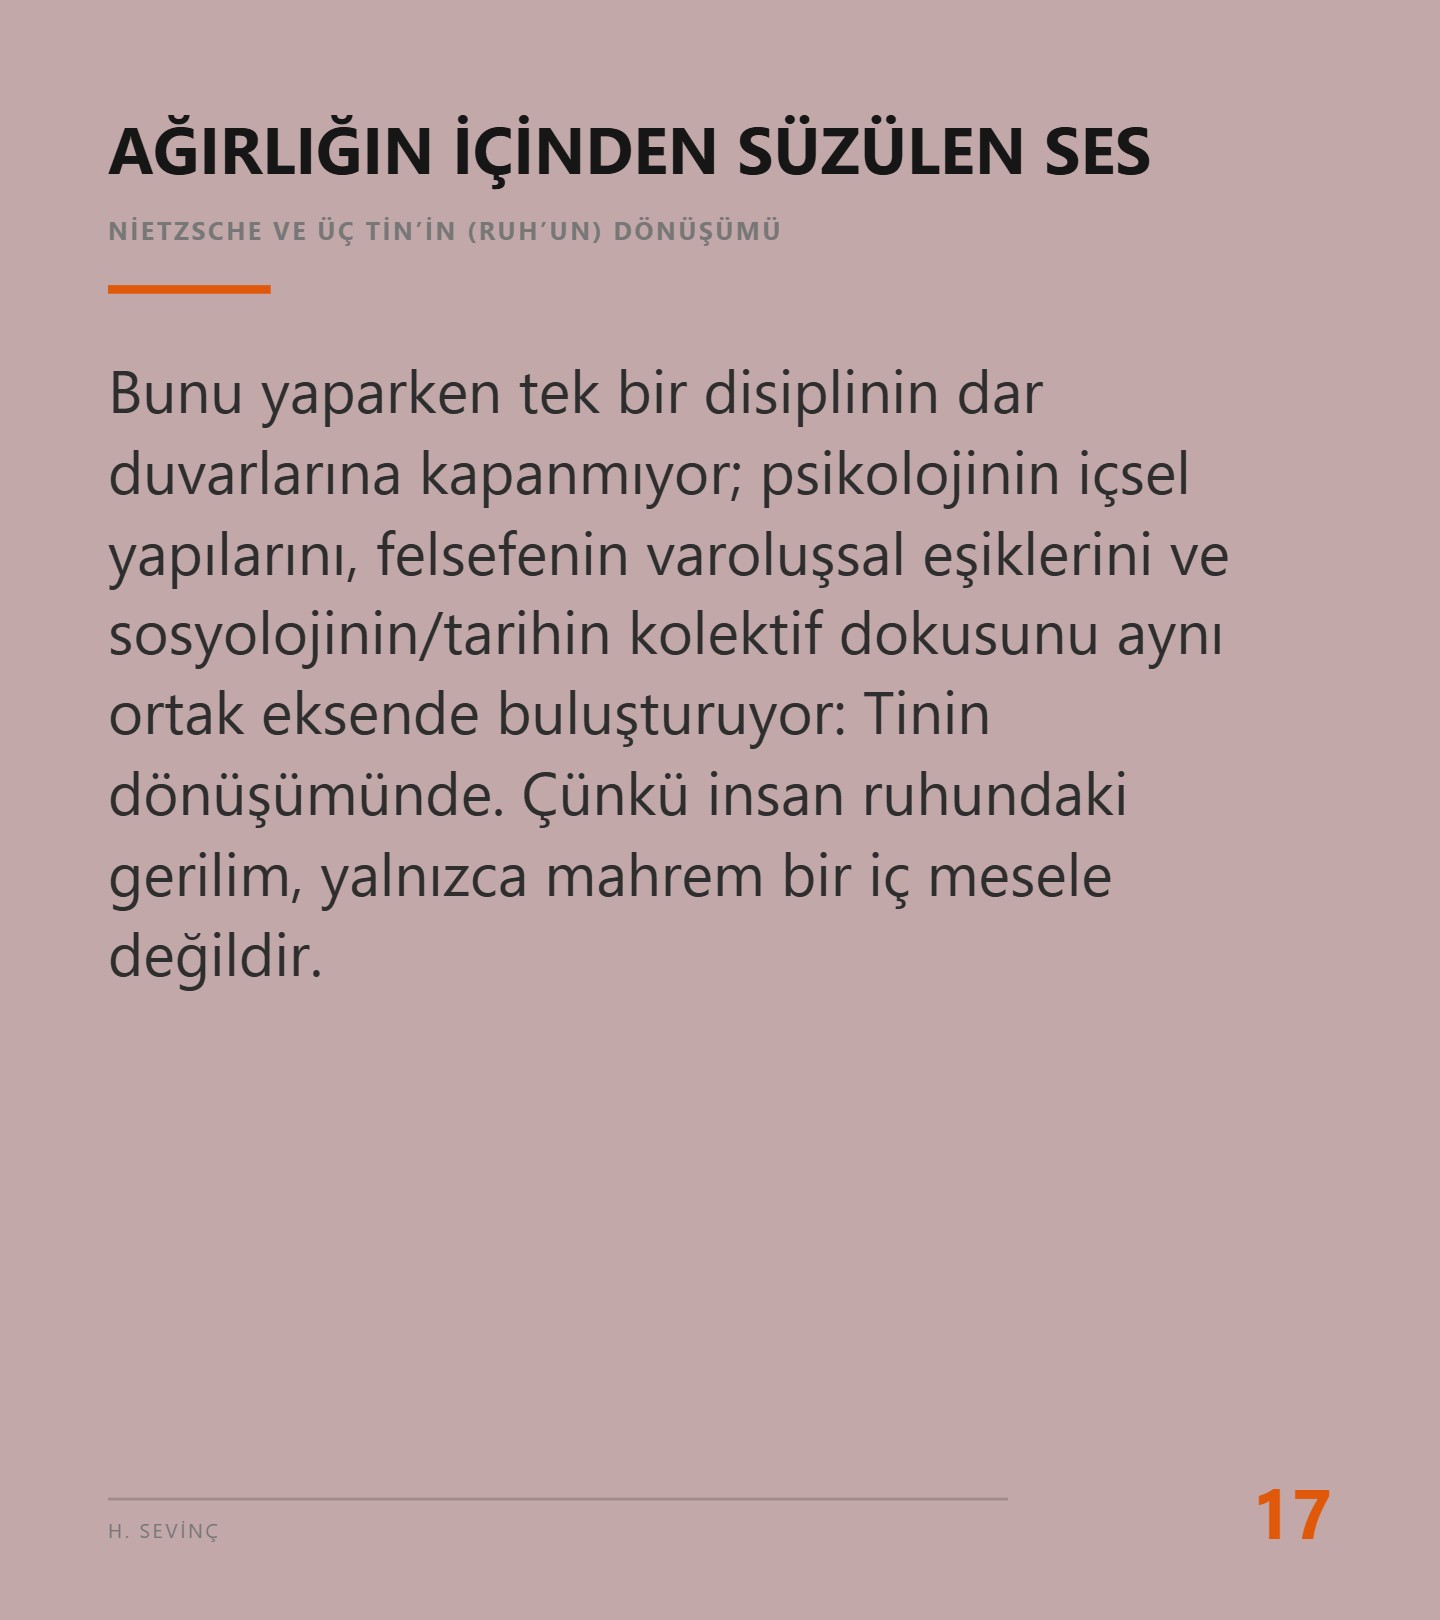 AĞIRLIĞIN İÇİNDEN SÜZÜLEN SES
NİETZSCHE VE ÜÇ TİN’İN (RUH’UN) DÖNÜŞÜMÜ
Bunu yaparken tek bir disiplinin dar
duvarlarına kapanmıyor; psikolojinin içsel
yapılarını, felsefenin varoluşsal eşiklerini ve
sosyolojinin/tarihin kolektif dokusunu aynı
ortak eksende buluşturuyor: Tinin
dönüşümünde. Çünkü insan ruhundaki
gerilim, yalnızca mahrem bir iç mesele
değildir.
H. SEVİNÇ
17